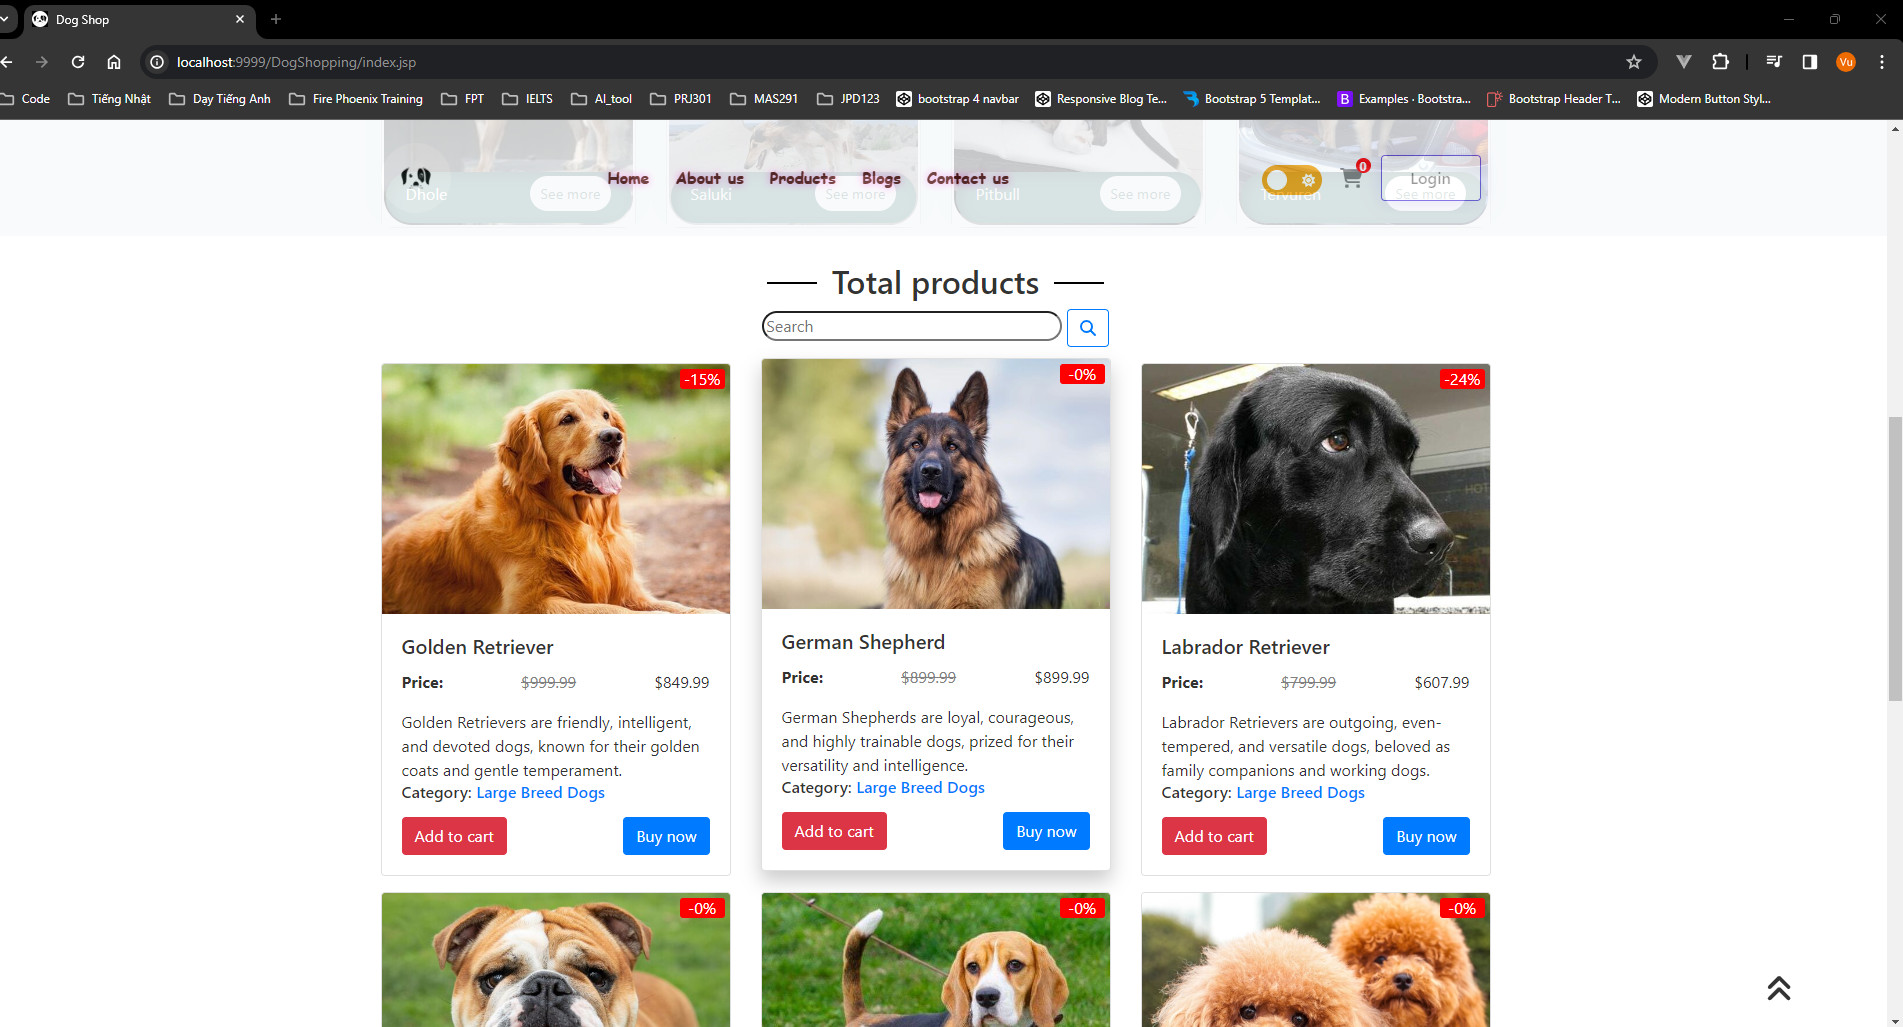 Dog Shop
localhost:9999/DogShopping/index.jsp
Vu
Code Tiếng Nhật Dạy Tiếng Anh Fire Phoenix Training FPT IELTS AI_tool PRJ301 MAS291 JPD123 bootstrap 4 navbar Responsive Blog Te... Bootstrap 5 Templat... B Examples · Bootstra... Bootstrap Header T... Modern Button Styl...
Home About us Products Blogs Contact us 0 Login
Dhole See more Saluki See more Pitbull See more Tervuren See more
Total products
Search
-15%
-0%
-24%
Golden Retriever
Price: $999.99 $849.99
Golden Retrievers are friendly, intelligent,
and devoted dogs, known for their golden
coats and gentle temperament.
Category: Large Breed Dogs
Add to cart Buy now
German Shepherd
Price: $899.99 $899.99
German Shepherds are loyal, courageous,
and highly trainable dogs, prized for their
versatility and intelligence.
Category: Large Breed Dogs
Add to cart Buy now
Labrador Retriever
Price: $799.99 $607.99
Labrador Retrievers are outgoing, even-
tempered, and versatile dogs, beloved as
family companions and working dogs.
Category: Large Breed Dogs
Add to cart Buy now
-0%
-0%
-0%